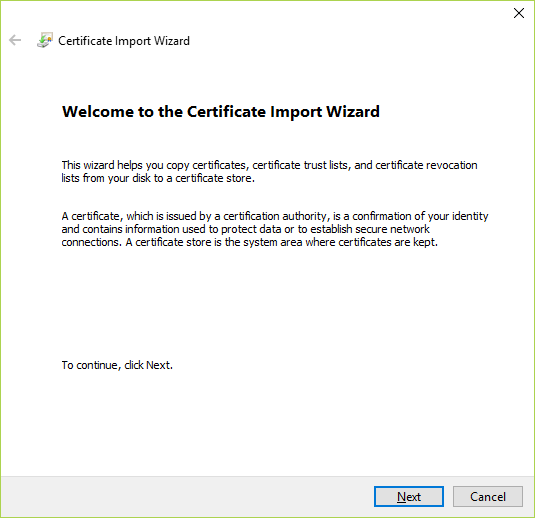 Certificate Import Wizard
Welcome to the Certificate Import Wizard
This wizard helps you copy certificates, certificate trust lists, and certificate revocation
lists from your disk to a certificate store.
A certificate, which is issued by a certification authority, is a confirmation of your identity
and contains information used to protect data or to establish secure network
connections. A certificate store is the system area where certificates are kept.
To continue, click Next.
Next
Cancel